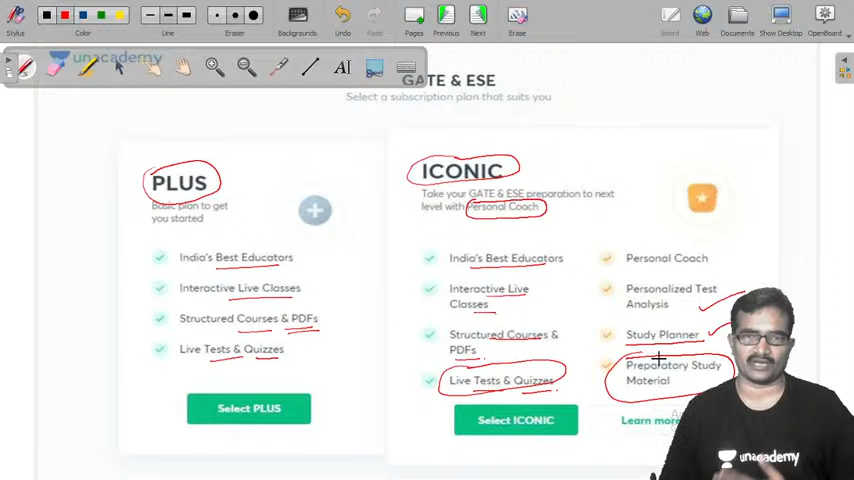 Stylus
Color
Line
Eraser
Backgrounds
Undo
Redo
Pages
Previous
Next
Erase
Board
Web
Documents
Show Desktop
OpenBoard
unacademy
GATE & ESE
Select a subscription plan that suits you
PLUS
Basic plan to get
you started
India's Best Educators
Interactive Live Classes
Structured Courses & PDFs
Live Tests & Quizzes
Select PLUS
ICONIC
Take your GATE & ESE preparation to next
level with Personal Coach
India's Best Educators
Interactive Live
Classes
Structured Courses &
PDFs
Live Tests & Quizzes
Personal Coach
Personalized Test
Analysis
Study Planner
Preparatory Study
Material
Select ICONIC
Learn more
unacademy